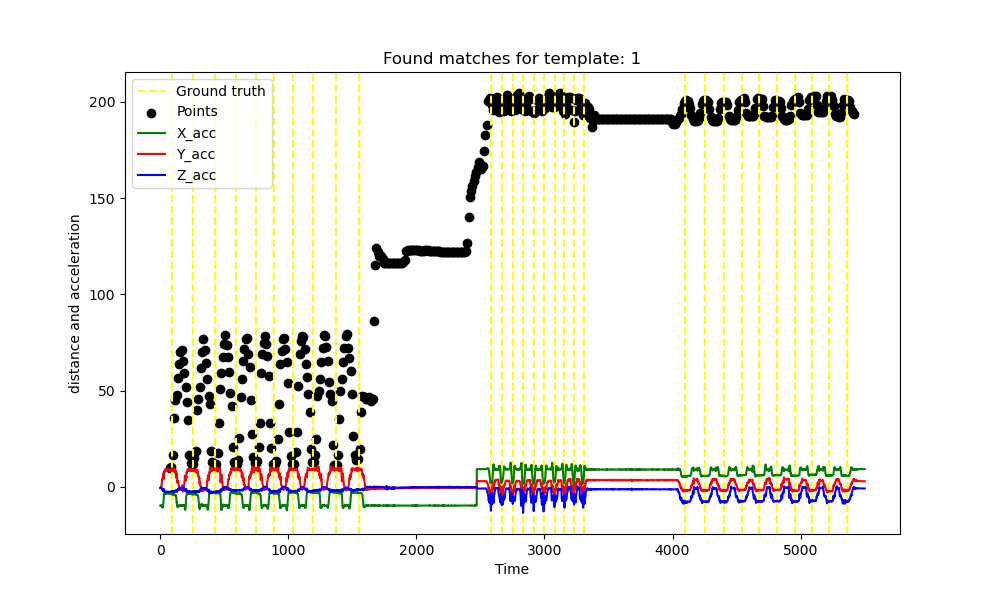 Found matches for template: 1
Ground truth
Points
X_acc
Y_acc
Z_acc
200
150
100
50
0
distance and acceleration
0 1000 2000 3000 4000 5000
Time